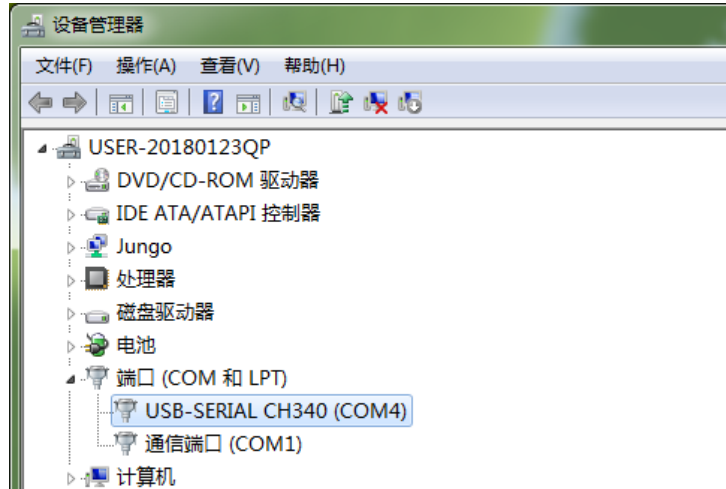 设备管理器
文件(F) 操作(A) 查看(V) 帮助(H)
USER-20180123QP
DVD/CD-ROM 驱动器
IDE ATA/ATAPI 控制器
Jungo
处理器
磁盘驱动器
电池
端口 (COM 和 LPT)
USB-SERIAL CH340 (COM4)
通信端口 (COM1)
计算机